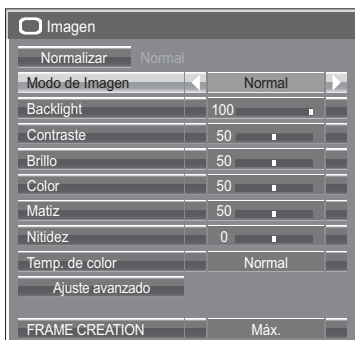 Imagen
Normalizar Normal
Modo de Imagen Normal
Backlight 100
Contraste 50
Brillo 50
Color 50
Matiz 50
Nitidez 0
Temp. de color Normal
Ajuste avanzado
FRAME CREATION Máx.